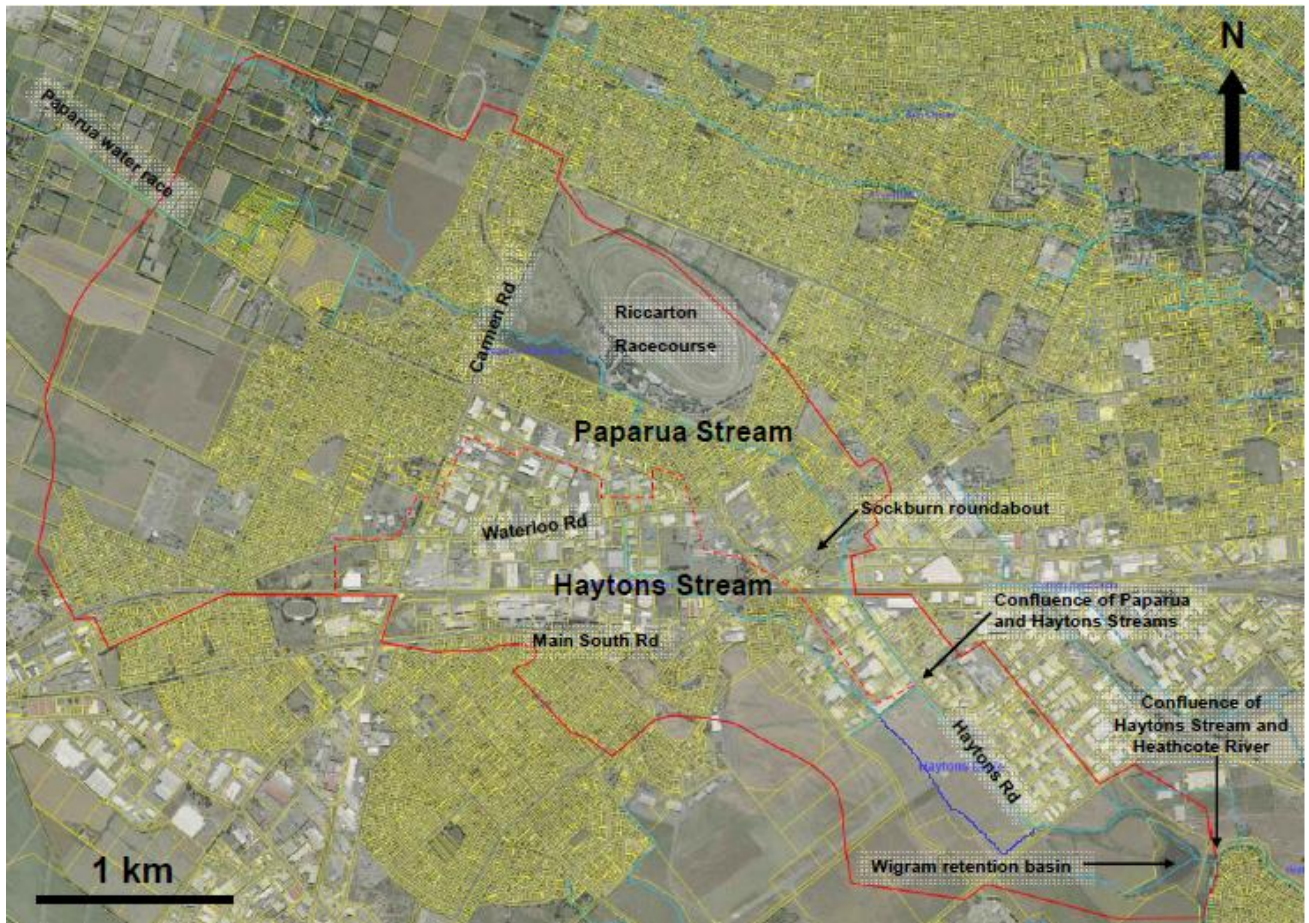 N
Paparua water race
Carmen Rd
Riccarton
Racecourse
Paparua Stream
Sockburn roundabout
Waterloo Rd
Haytons Stream
Confluence of Paparua
and Haytons Streams
Main South Rd
Confluence of
Haytons Stream and
Heathcote River
Haytons Rd
Wigram retention basin
1 km